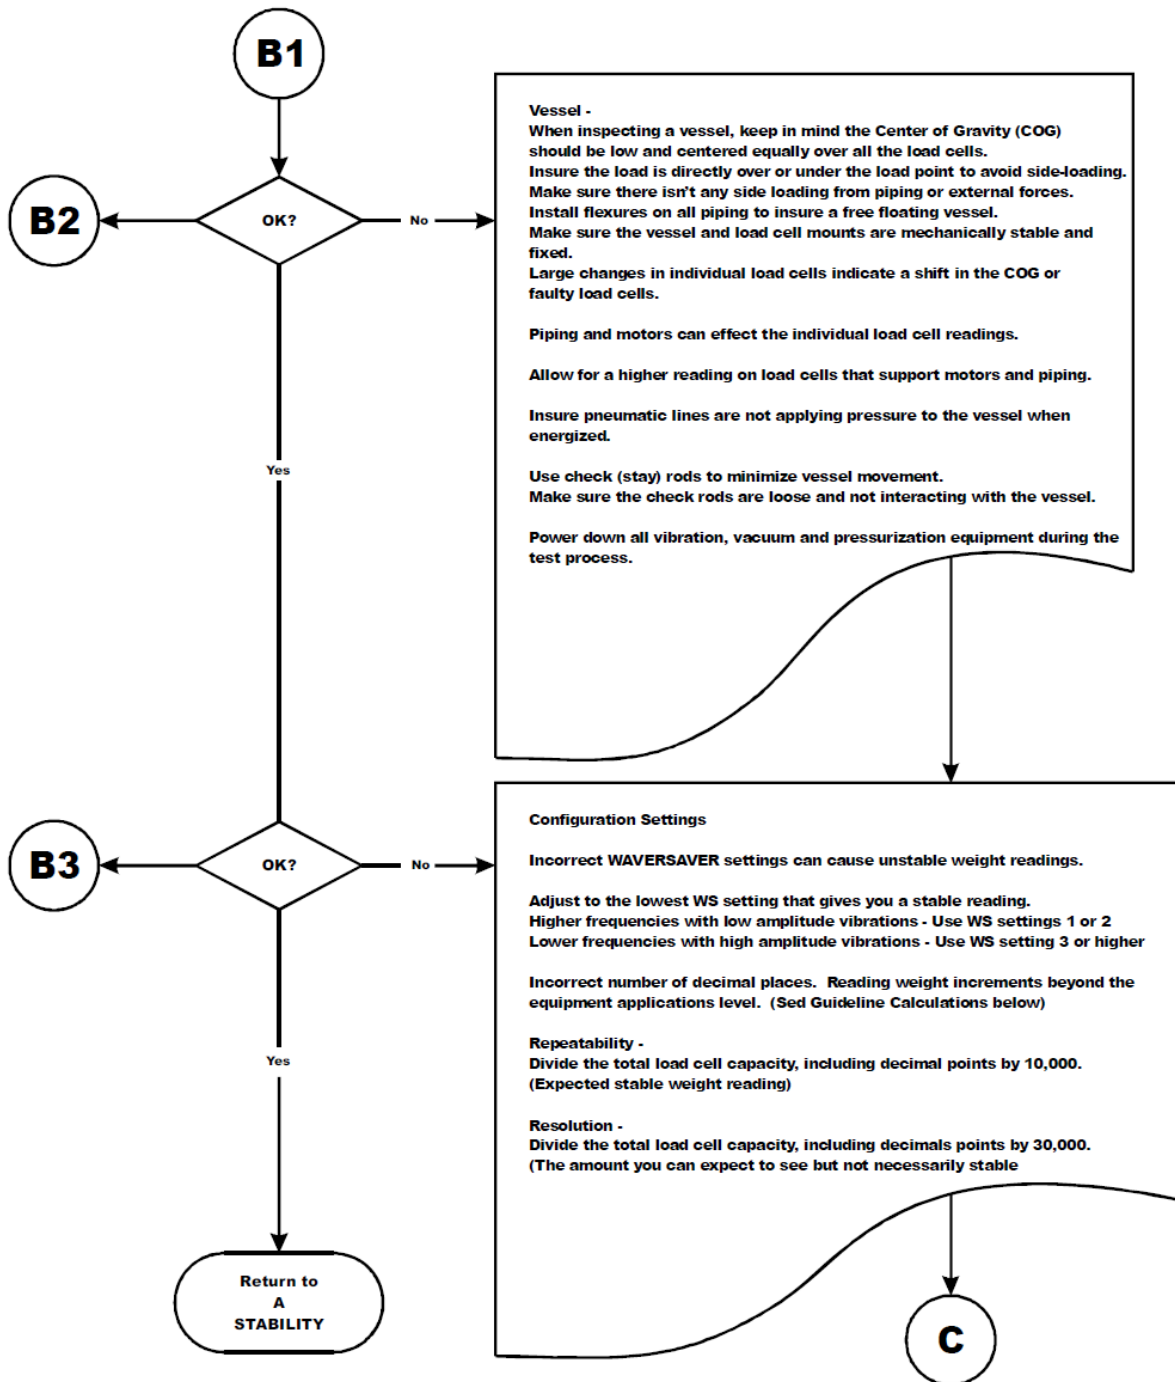 B1
Vessel -
When inspecting a vessel, keep in mind the Center of Gravity (COG)
should be low and centered equally over all the load cells.
Insure the load is directly over or under the load point to avoid side-loading.
Make sure there isn't any side loading from piping or external forces.
Install flexures on all piping to insure a free floating vessel.
Make sure the vessel and load cell mounts are mechanically stable and
fixed.
Large changes in individual load cells indicate a shift in the COG or
faulty load cells.
Piping and motors can effect the individual load cell readings.
Allow for a higher reading on load cells that support motors and piping.
Insure pneumatic lines are not applying pressure to the vessel when
energized.
Use check (stay) rods to minimize vessel movement.
Make sure the check rods are loose and not interacting with the vessel.
Power down all vibration, vacuum and pressurization equipment during the
test process.
B2
OK?
No
Yes
B3
OK?
No
Configuration Settings
Incorrect WAVERSAVER settings can cause unstable weight readings.
Adjust to the lowest WS setting that gives you a stable reading.
Higher frequencies with low amplitude vibrations - Use WS settings 1 or 2
Lower frequencies with high amplitude vibrations - Use WS setting 3 or higher
Incorrect number of decimal places. Reading weight increments beyond the
equipment applications level. (Sed Guideline Calculations below)
Repeatability -
Divide the total load cell capacity, including decimal points by 10,000.
(Expected stable weight reading)
Resolution -
Divide the total load cell capacity, including decimals points by 30,000.
(The amount you can expect to see but not necessarily stable
Yes
Return to
A
STABILITY
C